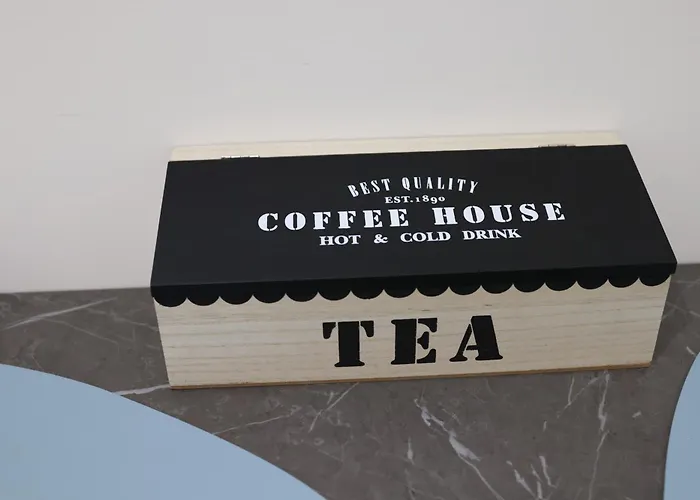 BEST QUALITY
EST.1890
COFFEE HOUSE
HOT & COLD DRINK
TEA